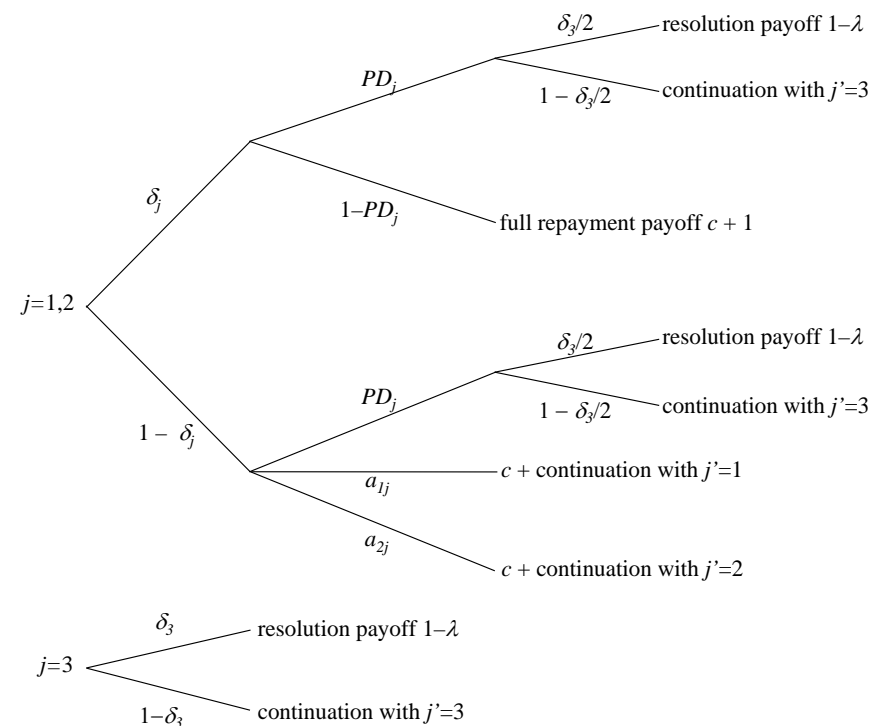 δ₃/2
resolution payoff 1–λ
PDⱼ
1 – δ₃/2
continuation with j’=3
δⱼ
1–PDⱼ
full repayment payoff c + 1
j=1,2
δ₃/2
resolution payoff 1–λ
PDⱼ
1 – δ₃/2
continuation with j’=3
1 – δⱼ
a₁ⱼ
c + continuation with j’=1
a₂ⱼ
c + continuation with j’=2
δ₃
resolution payoff 1–λ
j=3
1–δ₃
continuation with j’=3